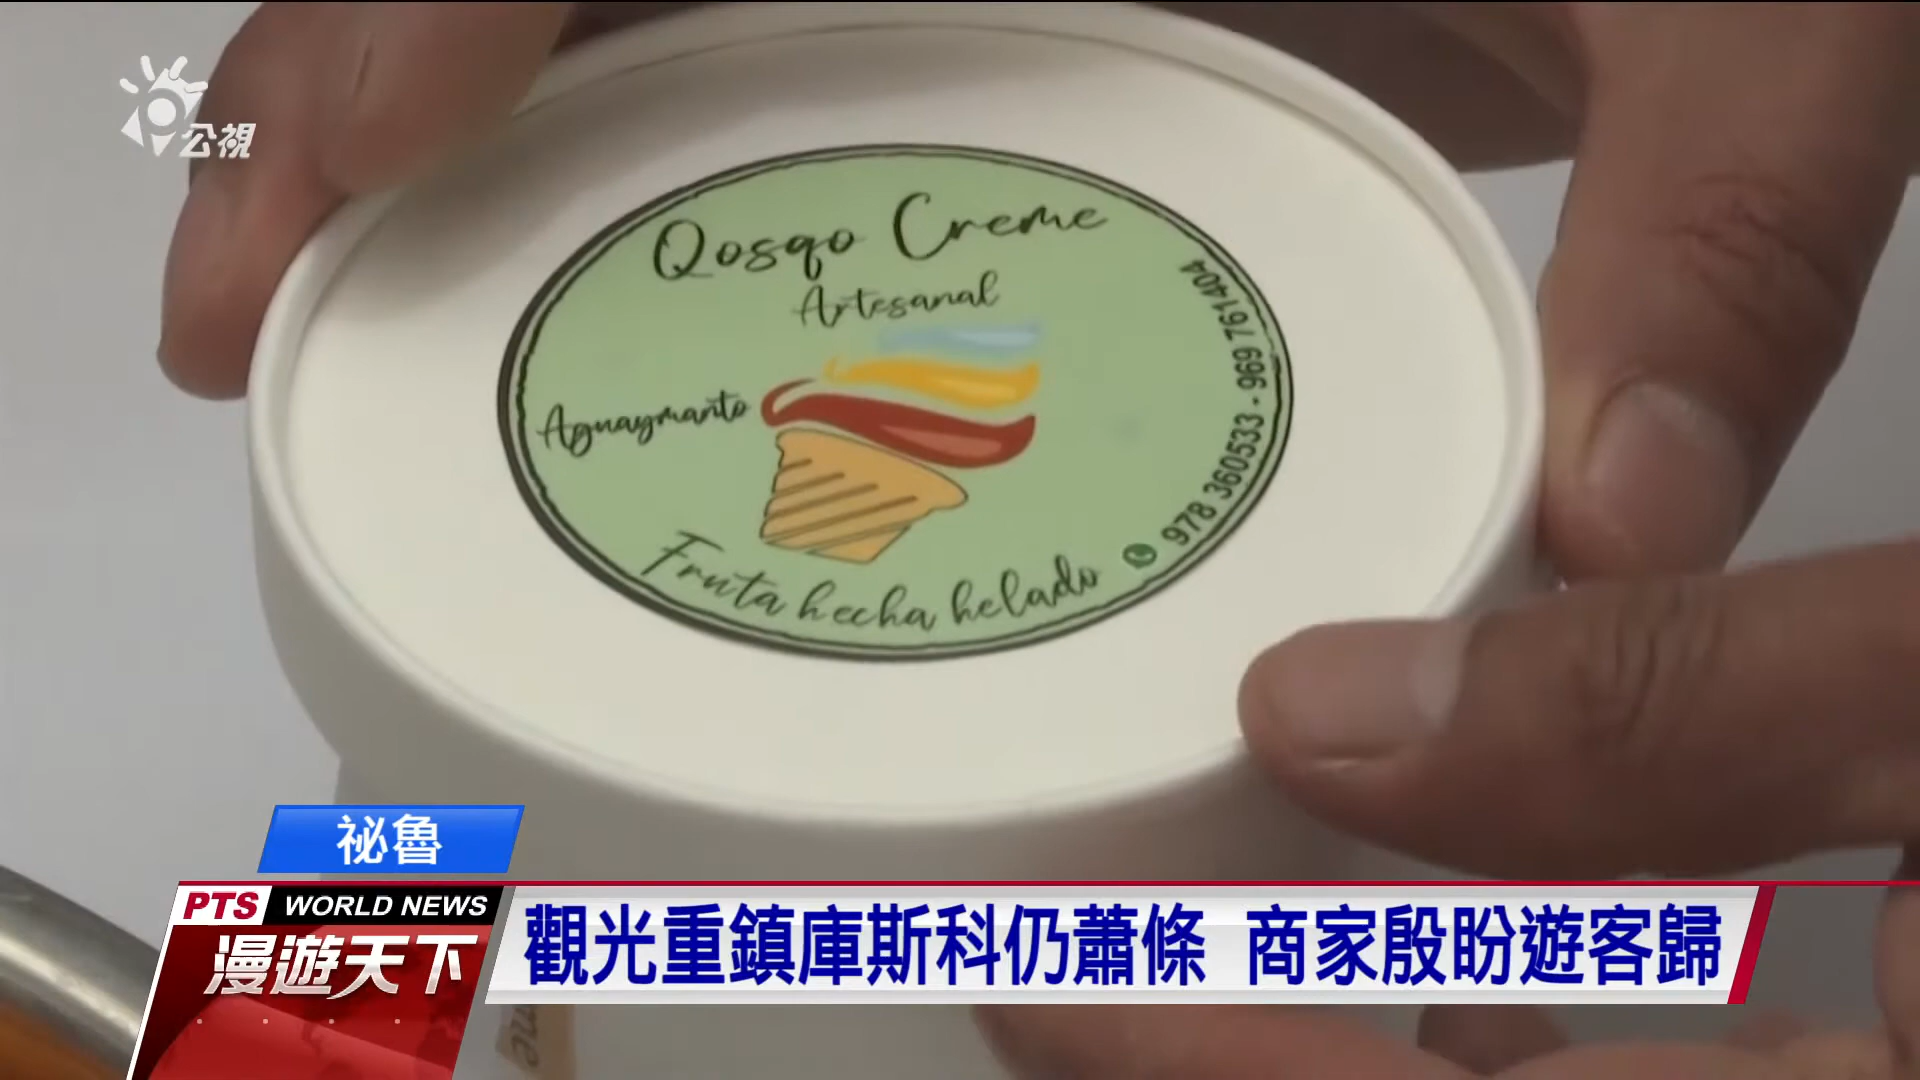 公視
Qosqo Creme
Artesanal
Aguaymanto
Fruta hecha helado
978 360533 - 969 761404
祕魯
PTS WORLD NEWS
漫遊天下
觀光重鎮庫斯科仍蕭條 商家殷盼遊客歸